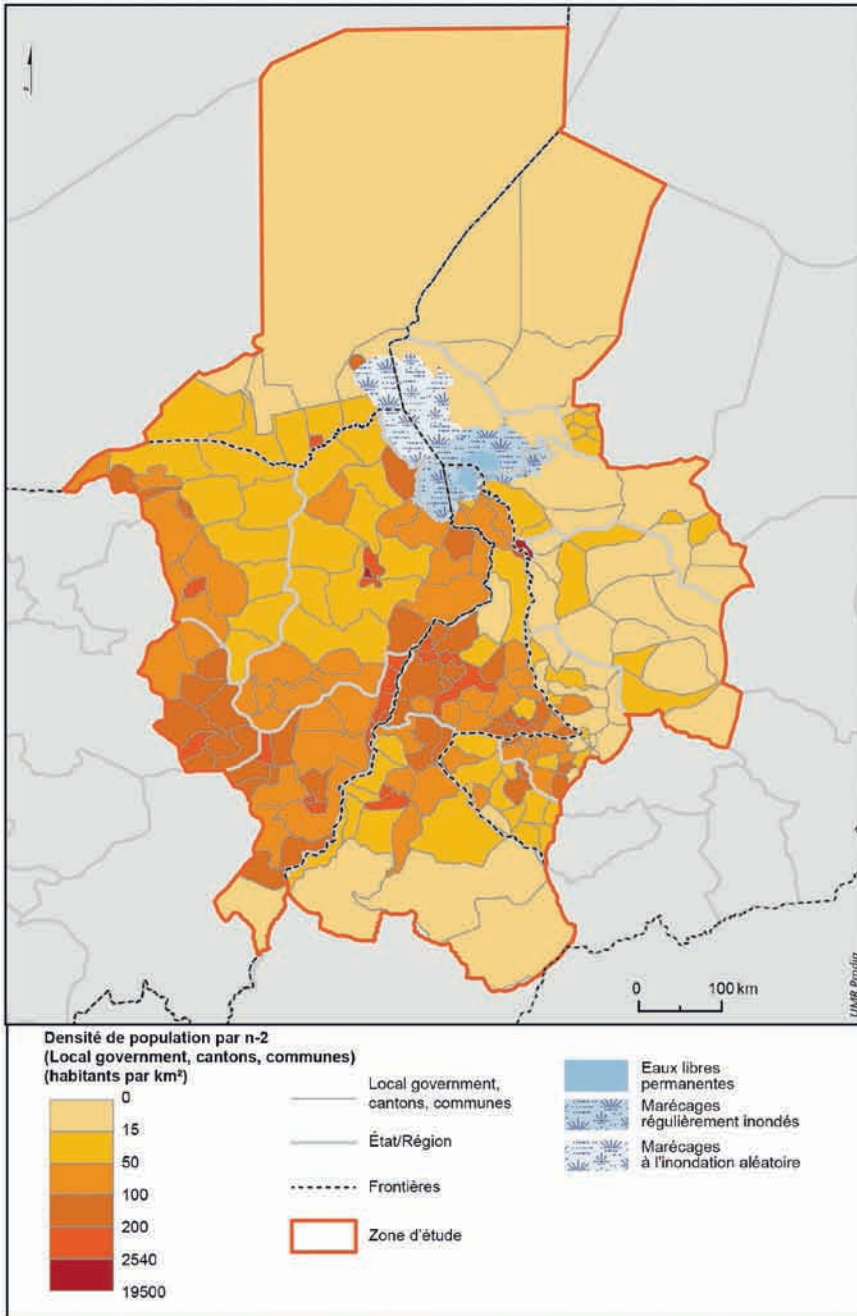 0 100 km
UMR Prodig
Densité de population par n-2
(Local government, cantons, communes)
(habitants par km²)
0
15
50
100
200
2540
19500
Local government,
cantons, communes
État/Région
Frontières
Zone d'étude
Eaux libres
permanentes
Marécages
régulièrement inondés
Marécages
à l'inondation aléatoire